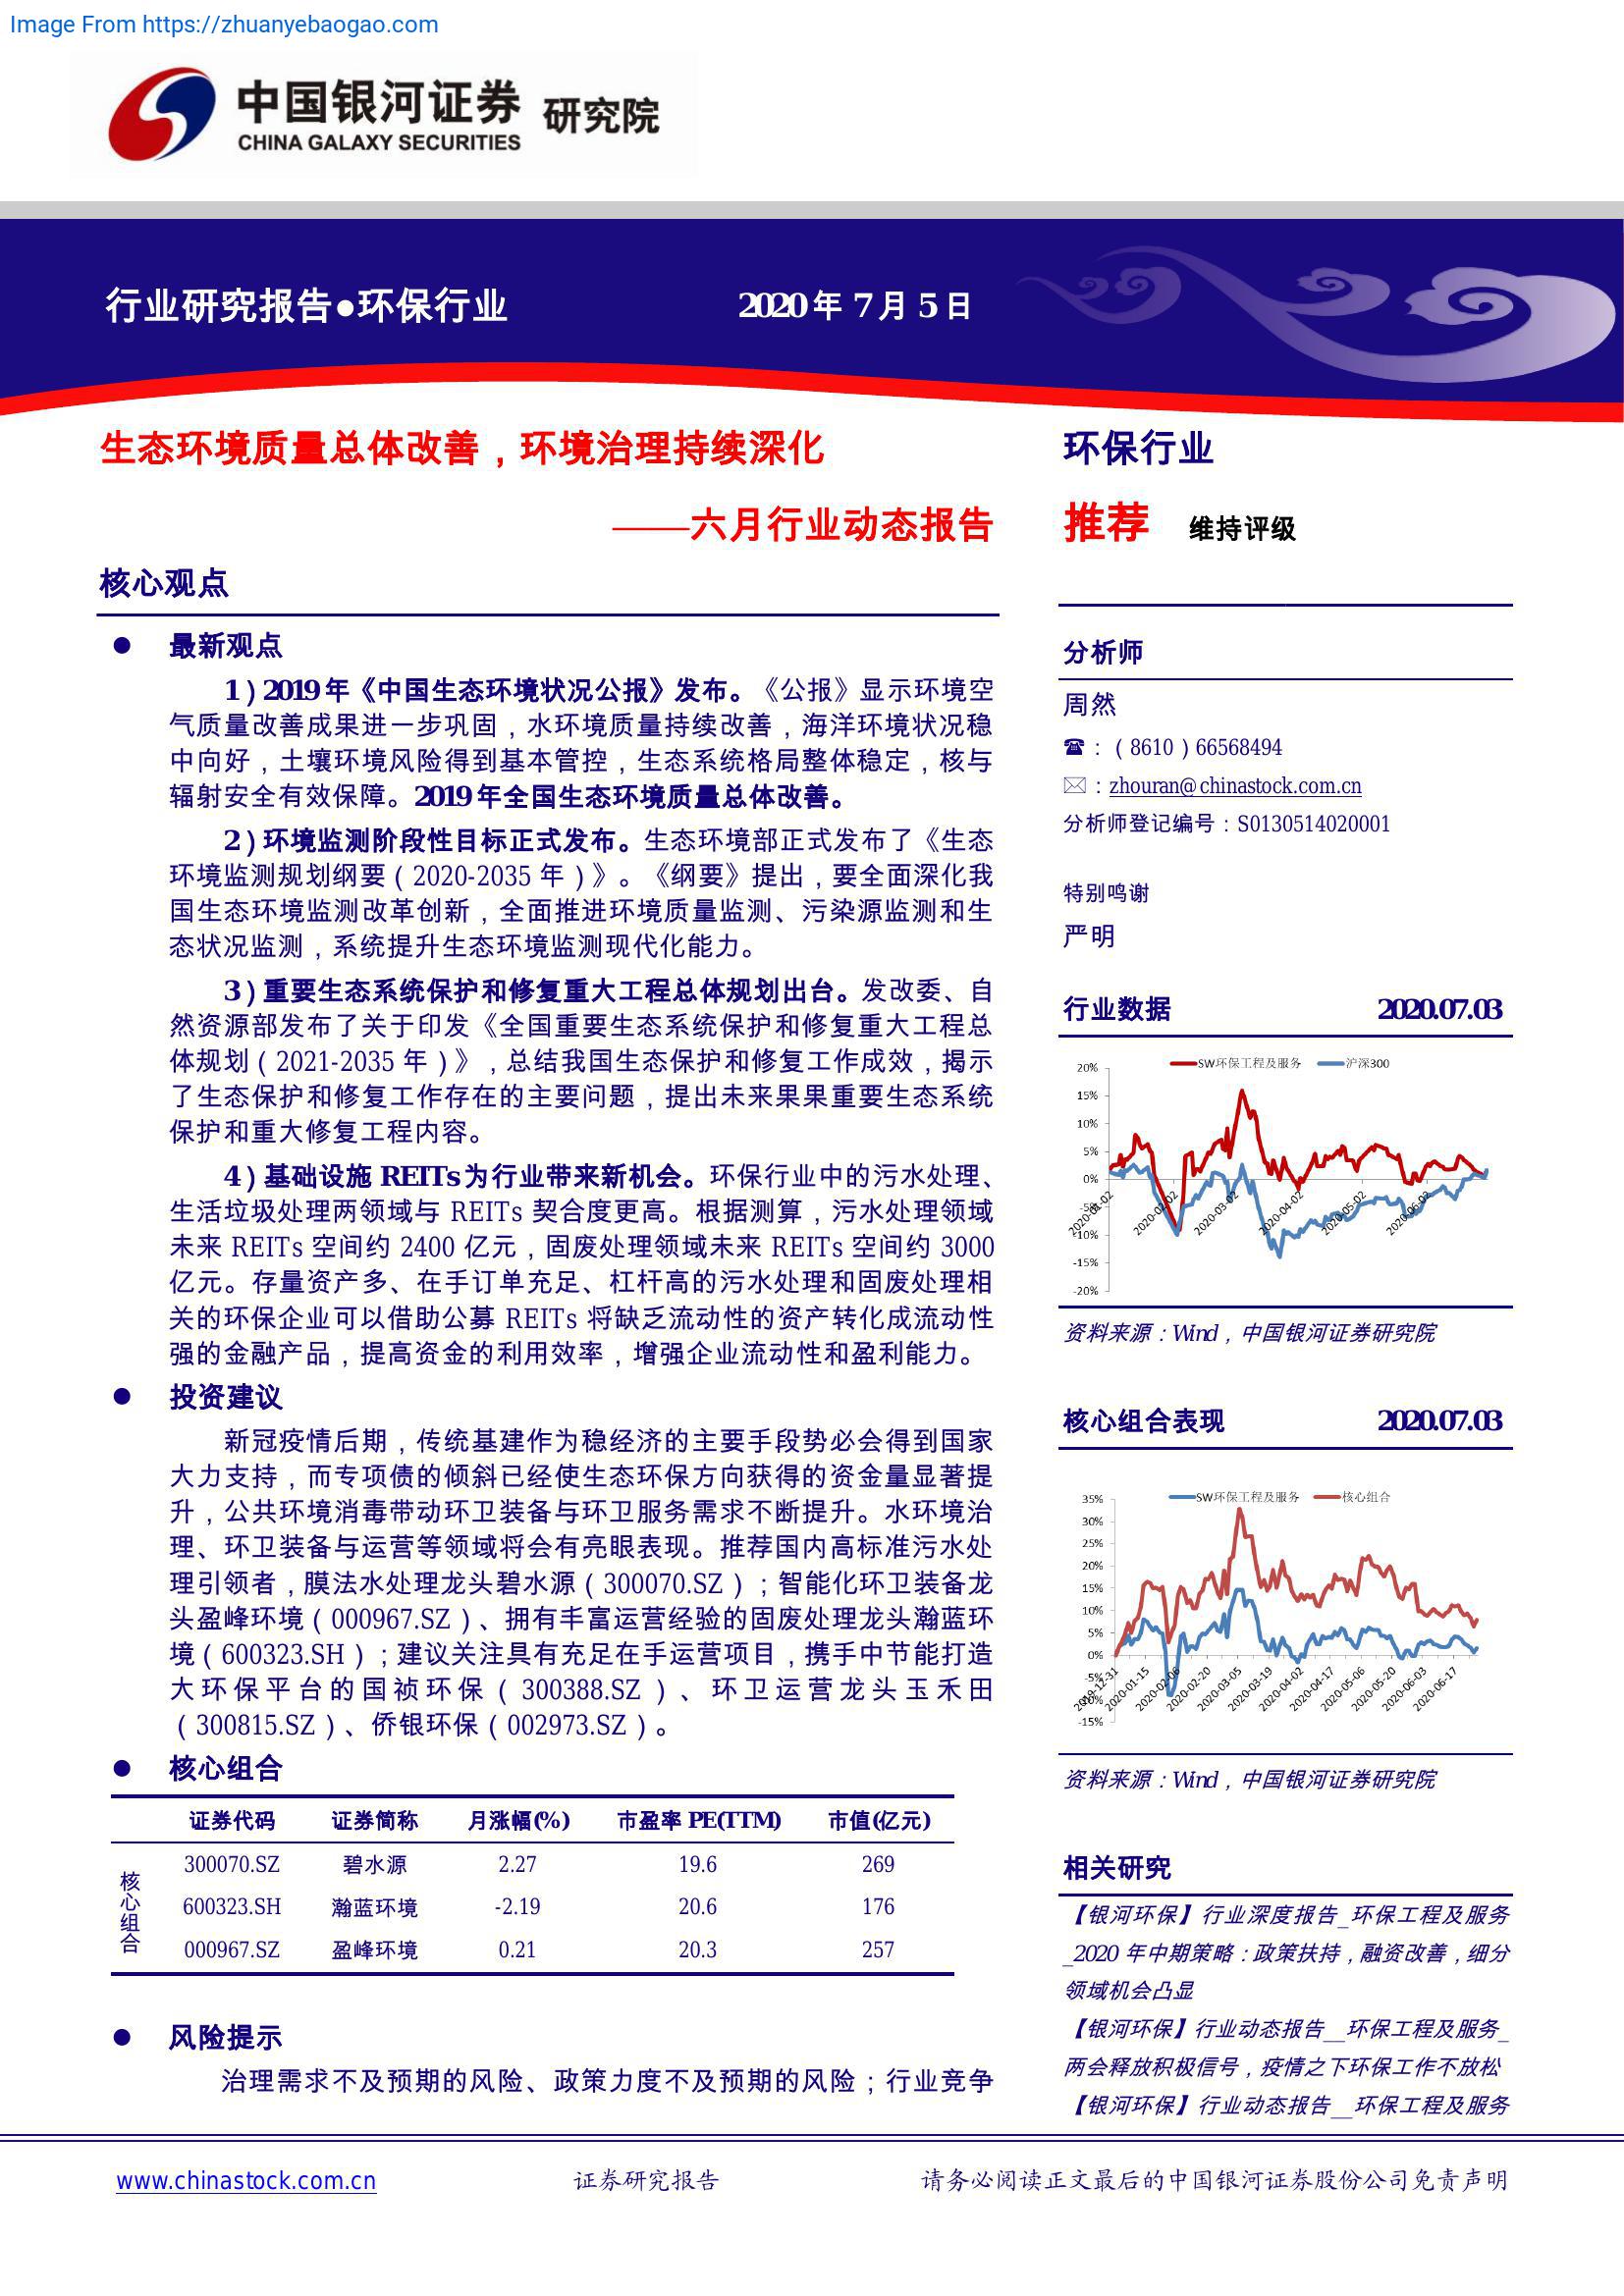 Image From https://zhuanyebaogao.com
中国银河证券 研究院
CHINA GALAXY SECURITIES
行业研究报告●环保行业 2020年7月5日
生态环境质量总体改善，环境治理持续深化
——六月行业动态报告
核心观点
● 最新观点
1）2019年《中国生态环境状况公报》发布。《公报》显示环境空
气质量改善成果进一步巩固，水环境质量持续改善，海洋环境状况稳
中向好，土壤环境风险得到基本管控，生态系统格局整体稳定，核与
辐射安全有效保障。2019年全国生态环境质量总体改善。
2）环境监测阶段性目标正式发布。生态环境部正式发布了《生态
环境监测规划纲要（2020-2035 年）》。《纲要》提出，要全面深化我
国生态环境监测改革创新，全面推进环境质量监测、污染源监测和生
态状况监测，系统提升生态环境监测现代化能力。
3）重要生态系统保护和修复重大工程总体规划出台。发改委、自
然资源部发布了关于印发《全国重要生态系统保护和修复重大工程总
体规划（2021-2035 年）》，总结我国生态保护和修复工作成效，揭示
了生态保护和修复工作存在的主要问题，提出未来果果重要生态系统
保护和重大修复工程内容。
4）基础设施 REITs为行业带来新机会。环保行业中的污水处理、
生活垃圾处理两领域与 REITs 契合度更高。根据测算，污水处理领域
未来 REITs 空间约 2400 亿元，固废处理领域未来 REITs 空间约 3000
亿元。存量资产多、在手订单充足、杠杆高的污水处理和固废处理相
关的环保企业可以借助公募 REITs 将缺乏流动性的资产转化成流动性
强的金融产品，提高资金的利用效率，增强企业流动性和盈利能力。
● 投资建议
新冠疫情后期，传统基建作为稳经济的主要手段势必会得到国家
大力支持，而专项债的倾斜已经使生态环保方向获得的资金量显著提
升，公共环境消毒带动环卫装备与环卫服务需求不断提升。水环境治
理、环卫装备与运营等领域将会有亮眼表现。推荐国内高标准污水处
理引领者，膜法水处理龙头碧水源（300070.SZ）；智能化环卫装备龙
头盈峰环境（000967.SZ）、拥有丰富运营经验的固废处理龙头瀚蓝环
境（600323.SH）；建议关注具有充足在手运营项目，携手中节能打造
大环保平台的国祯环保（300388.SZ）、环卫运营龙头玉禾田
（300815.SZ）、侨银环保（002973.SZ）。
● 核心组合
证券代码 证券简称 月涨幅(%) 市盈率 PE(TTM) 市值(亿元)
核心组合
300070.SZ 碧水源 2.27 19.6 269
600323.SH 瀚蓝环境 -2.19 20.6 176
000967.SZ 盈峰环境 0.21 20.3 257
● 风险提示
治理需求不及预期的风险、政策力度不及预期的风险；行业竞争
环保行业
推荐 维持评级
分析师
周然
☎：（8610）66568494
✉：zhouran@chinastock.com.cn
分析师登记编号：S0130514020001
特别鸣谢
严明
行业数据 2020.07.03
SW环保工程及服务 沪深300
20%
15%
10%
5%
0%
-5%
-10%
-15%
-20%
2020-01-02 2020-02-02 2020-03-02 2020-04-02 2020-05-02 2020-06-02
资料来源：Wind，中国银河证券研究院
核心组合表现 2020.07.03
SW环保工程及服务 核心组合
35%
30%
25%
20%
15%
10%
5%
0%
-5%
-10%
-15%
2019-12-31 2020-01-15 2020-02-06 2020-02-20 2020-03-05 2020-03-19 2020-04-02 2020-04-17 2020-05-06 2020-05-20 2020-06-03 2020-06-17
资料来源：Wind，中国银河证券研究院
相关研究
【银河环保】行业深度报告_环保工程及服务
_2020 年中期策略：政策扶持，融资改善，细分
领域机会凸显
【银河环保】行业动态报告__环保工程及服务_
两会释放积极信号，疫情之下环保工作不放松
【银河环保】行业动态报告__环保工程及服务
www.chinastock.com.cn 证券研究报告 请务必阅读正文最后的中国银河证券股份公司免责声明